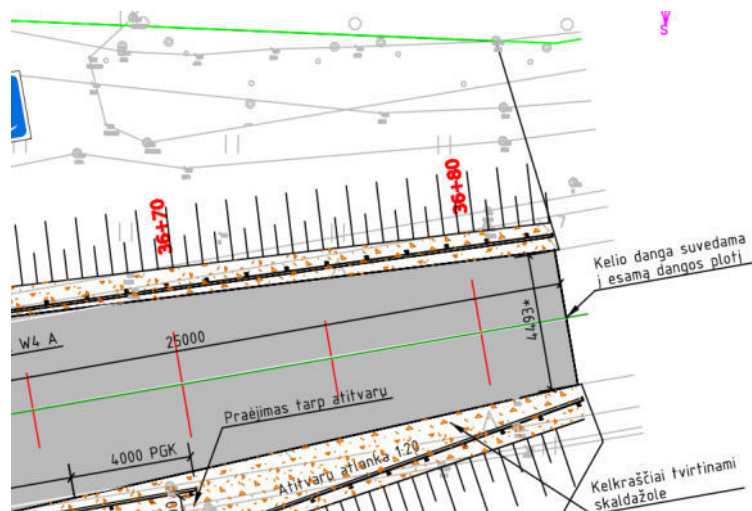 S
36+70
36+80
Kelio danga suvedama
į esamą dangos plotį
W4 A
25000
4493*
Praėjimas tarp atitvarų
4000 PGK
Atitvarų atlanka 1:20
Kelkraščiai tvirtinami
skaldažole